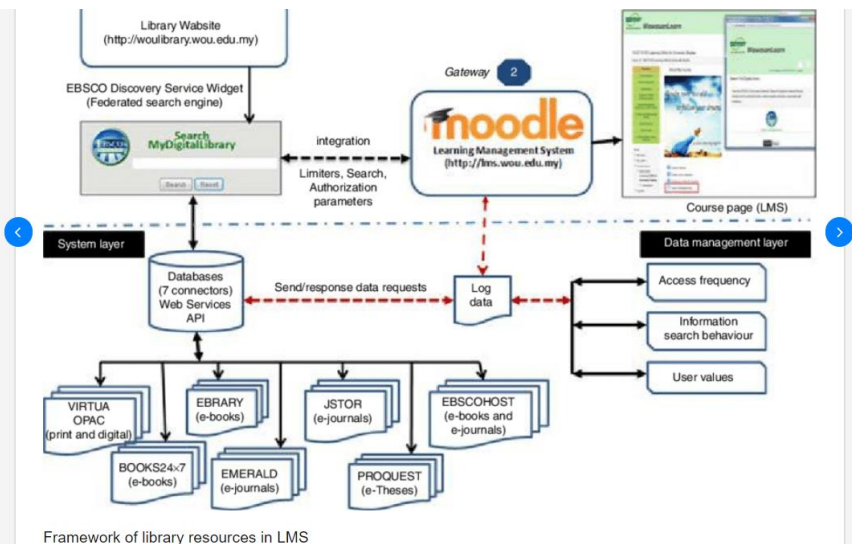 Library Website
(http://woulibrary.wou.edu.my)
Gateway 2
EBSCO Discovery Service Widget
(Federated search engine)
EBSCO
Search
MyDigitalLibrary
Search Reset
integration
Limiters, Search,
Authorization
parameters
moodle
Learning Management System
(http://lms.wou.edu.my)
WawasanLearn
Course page (LMS)
System layer
Data management layer
Databases
(7 connectors)
Web Services
API
Send/response data requests
Log
data
Access frequency
Information
search behaviour
User values
VIRTUA
OPAC
(print and digital)
BOOKS24×7
(e-books)
EBRARY
(e-books)
EMERALD
(e-journals)
JSTOR
(e-journals)
PROQUEST
(e-Theses)
EBSCOHOST
(e-books and
e-journals)
Framework of library resources in LMS